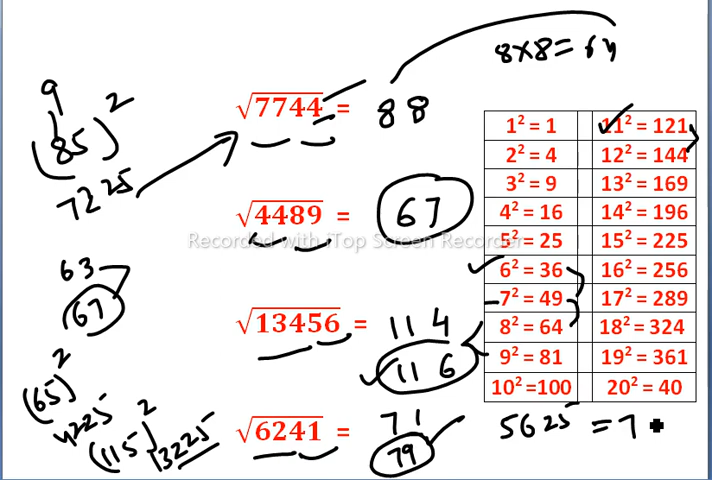 8×8=64
9
(85)²
7225
√7744 = 88
√4489 = 67
Recorded with iTop Screen Recorder
63
67
√13456 = 114
116
(65)²
4225
(115)²
13225
√6241 = 71
79
1² = 1 11² = 121
2² = 4 12² = 144
3² = 9 13² = 169
4² = 16 14² = 196
5² = 25 15² = 225
6² = 36 16² = 256
7² = 49 17² = 289
8² = 64 18² = 324
9² = 81 19² = 361
10² =100 20² = 40
5625 = 7